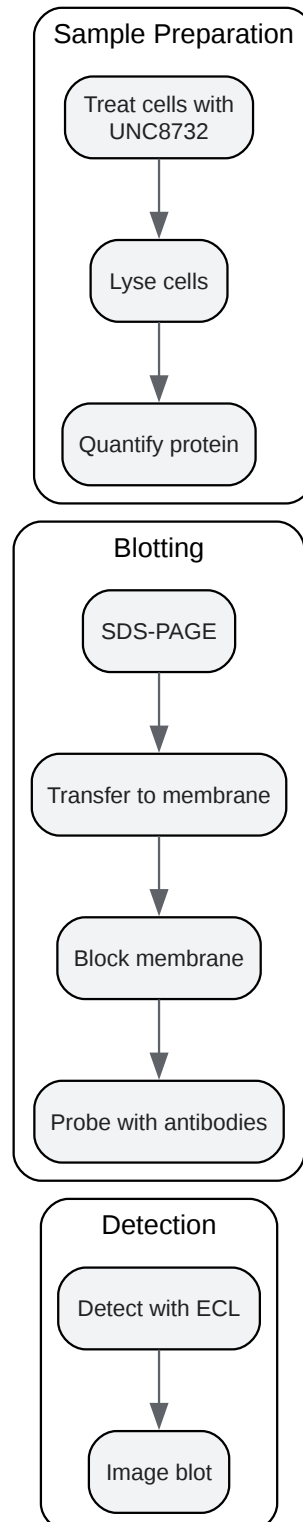 Sample Preparation
Treat cells with
UNC8732
Lyse cells
Quantify protein
Blotting
SDS-PAGE
Transfer to membrane
Block membrane
Probe with antibodies
Detection
Detect with ECL
Image blot